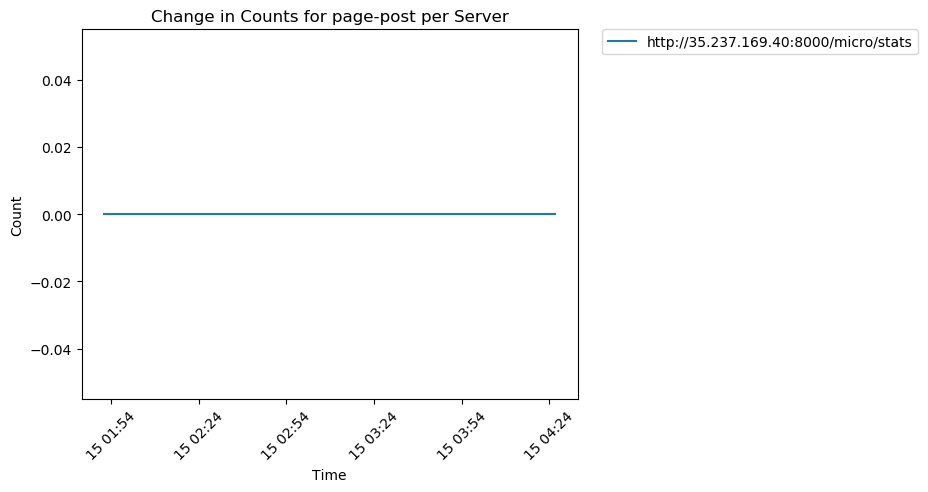 Change in Counts for page-post per Server
http://35.237.169.40:8000/micro/stats
Count
0.04
0.02
0.00
−0.02
−0.04
15 01:54
15 02:24
15 02:54
15 03:24
15 03:54
15 04:24
Time